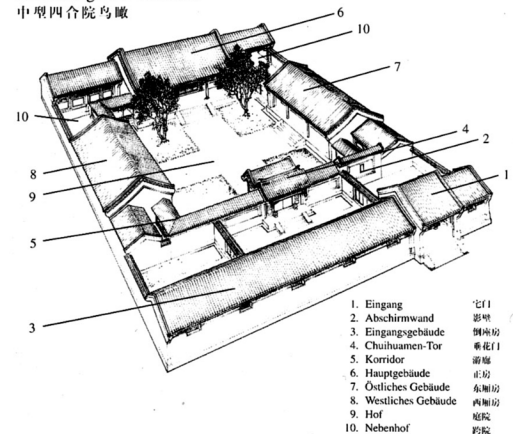 中型四合院鸟瞰
6
10
7
10
4
2
8
1
9
5
3
1. Eingang 宅门
2. Abschirmwand 影壁
3. Eingangsgebäude 倒座房
4. Chuihuamen-Tor 垂花门
5. Korridor 游廊
6. Hauptgebäude 正房
7. Östliches Gebäude 东厢房
8. Westliches Gebäude 西厢房
9. Hof 庭院
10. Nebenhof 跨院